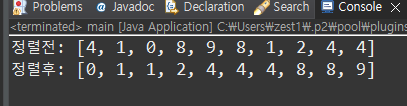 Problems @ Javadoc Declaration Search Console
<terminated> main [Java Application] C:₩Users₩zest1₩.p2₩pool₩plugins
정렬전: [4, 1, 0, 8, 9, 8, 1, 2, 4, 4]
정렬후: [0, 1, 1, 2, 4, 4, 4, 8, 8, 9]